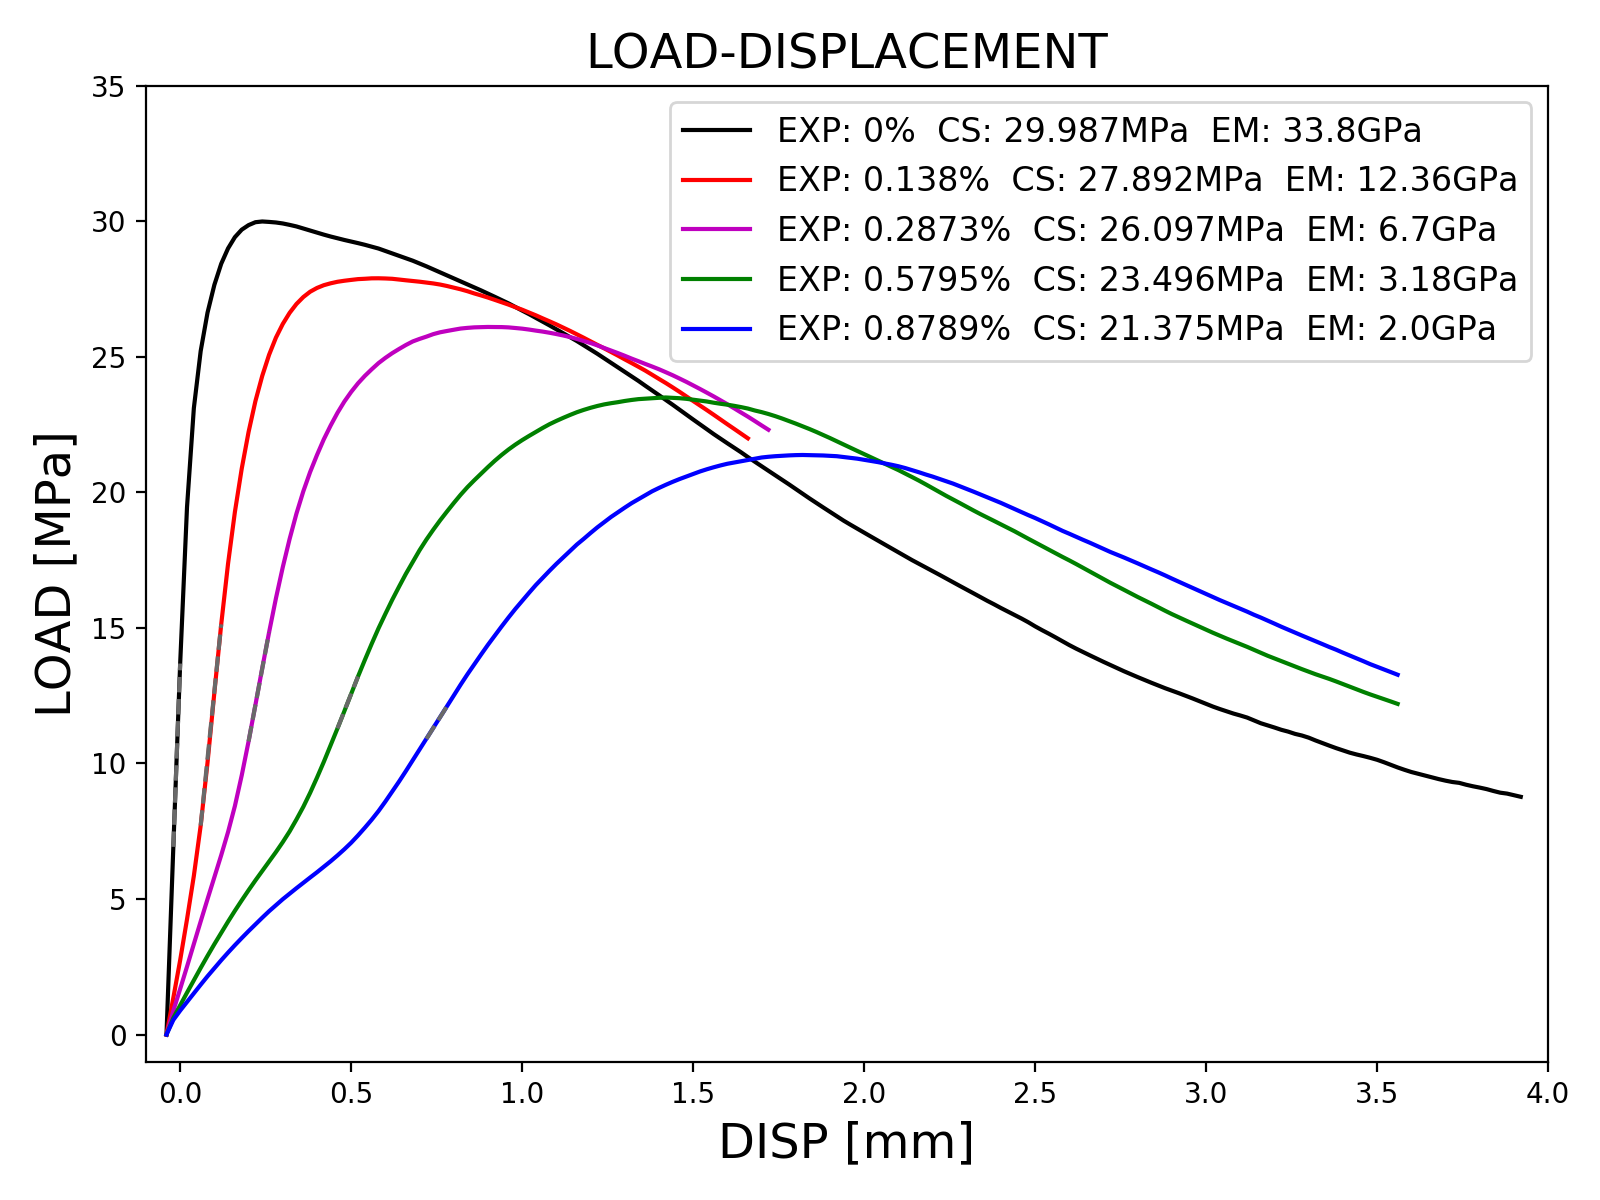 LOAD-DISPLACEMENT
EXP: 0%  CS: 29.987MPa  EM: 33.8GPa
EXP: 0.138%  CS: 27.892MPa  EM: 12.36GPa
EXP: 0.2873%  CS: 26.097MPa  EM: 6.7GPa
EXP: 0.5795%  CS: 23.496MPa  EM: 3.18GPa
EXP: 0.8789%  CS: 21.375MPa  EM: 2.0GPa
LOAD [MPa]
35
30
25
20
15
10
5
0
0.0 0.5 1.0 1.5 2.0 2.5 3.0 3.5 4.0
DISP [mm]